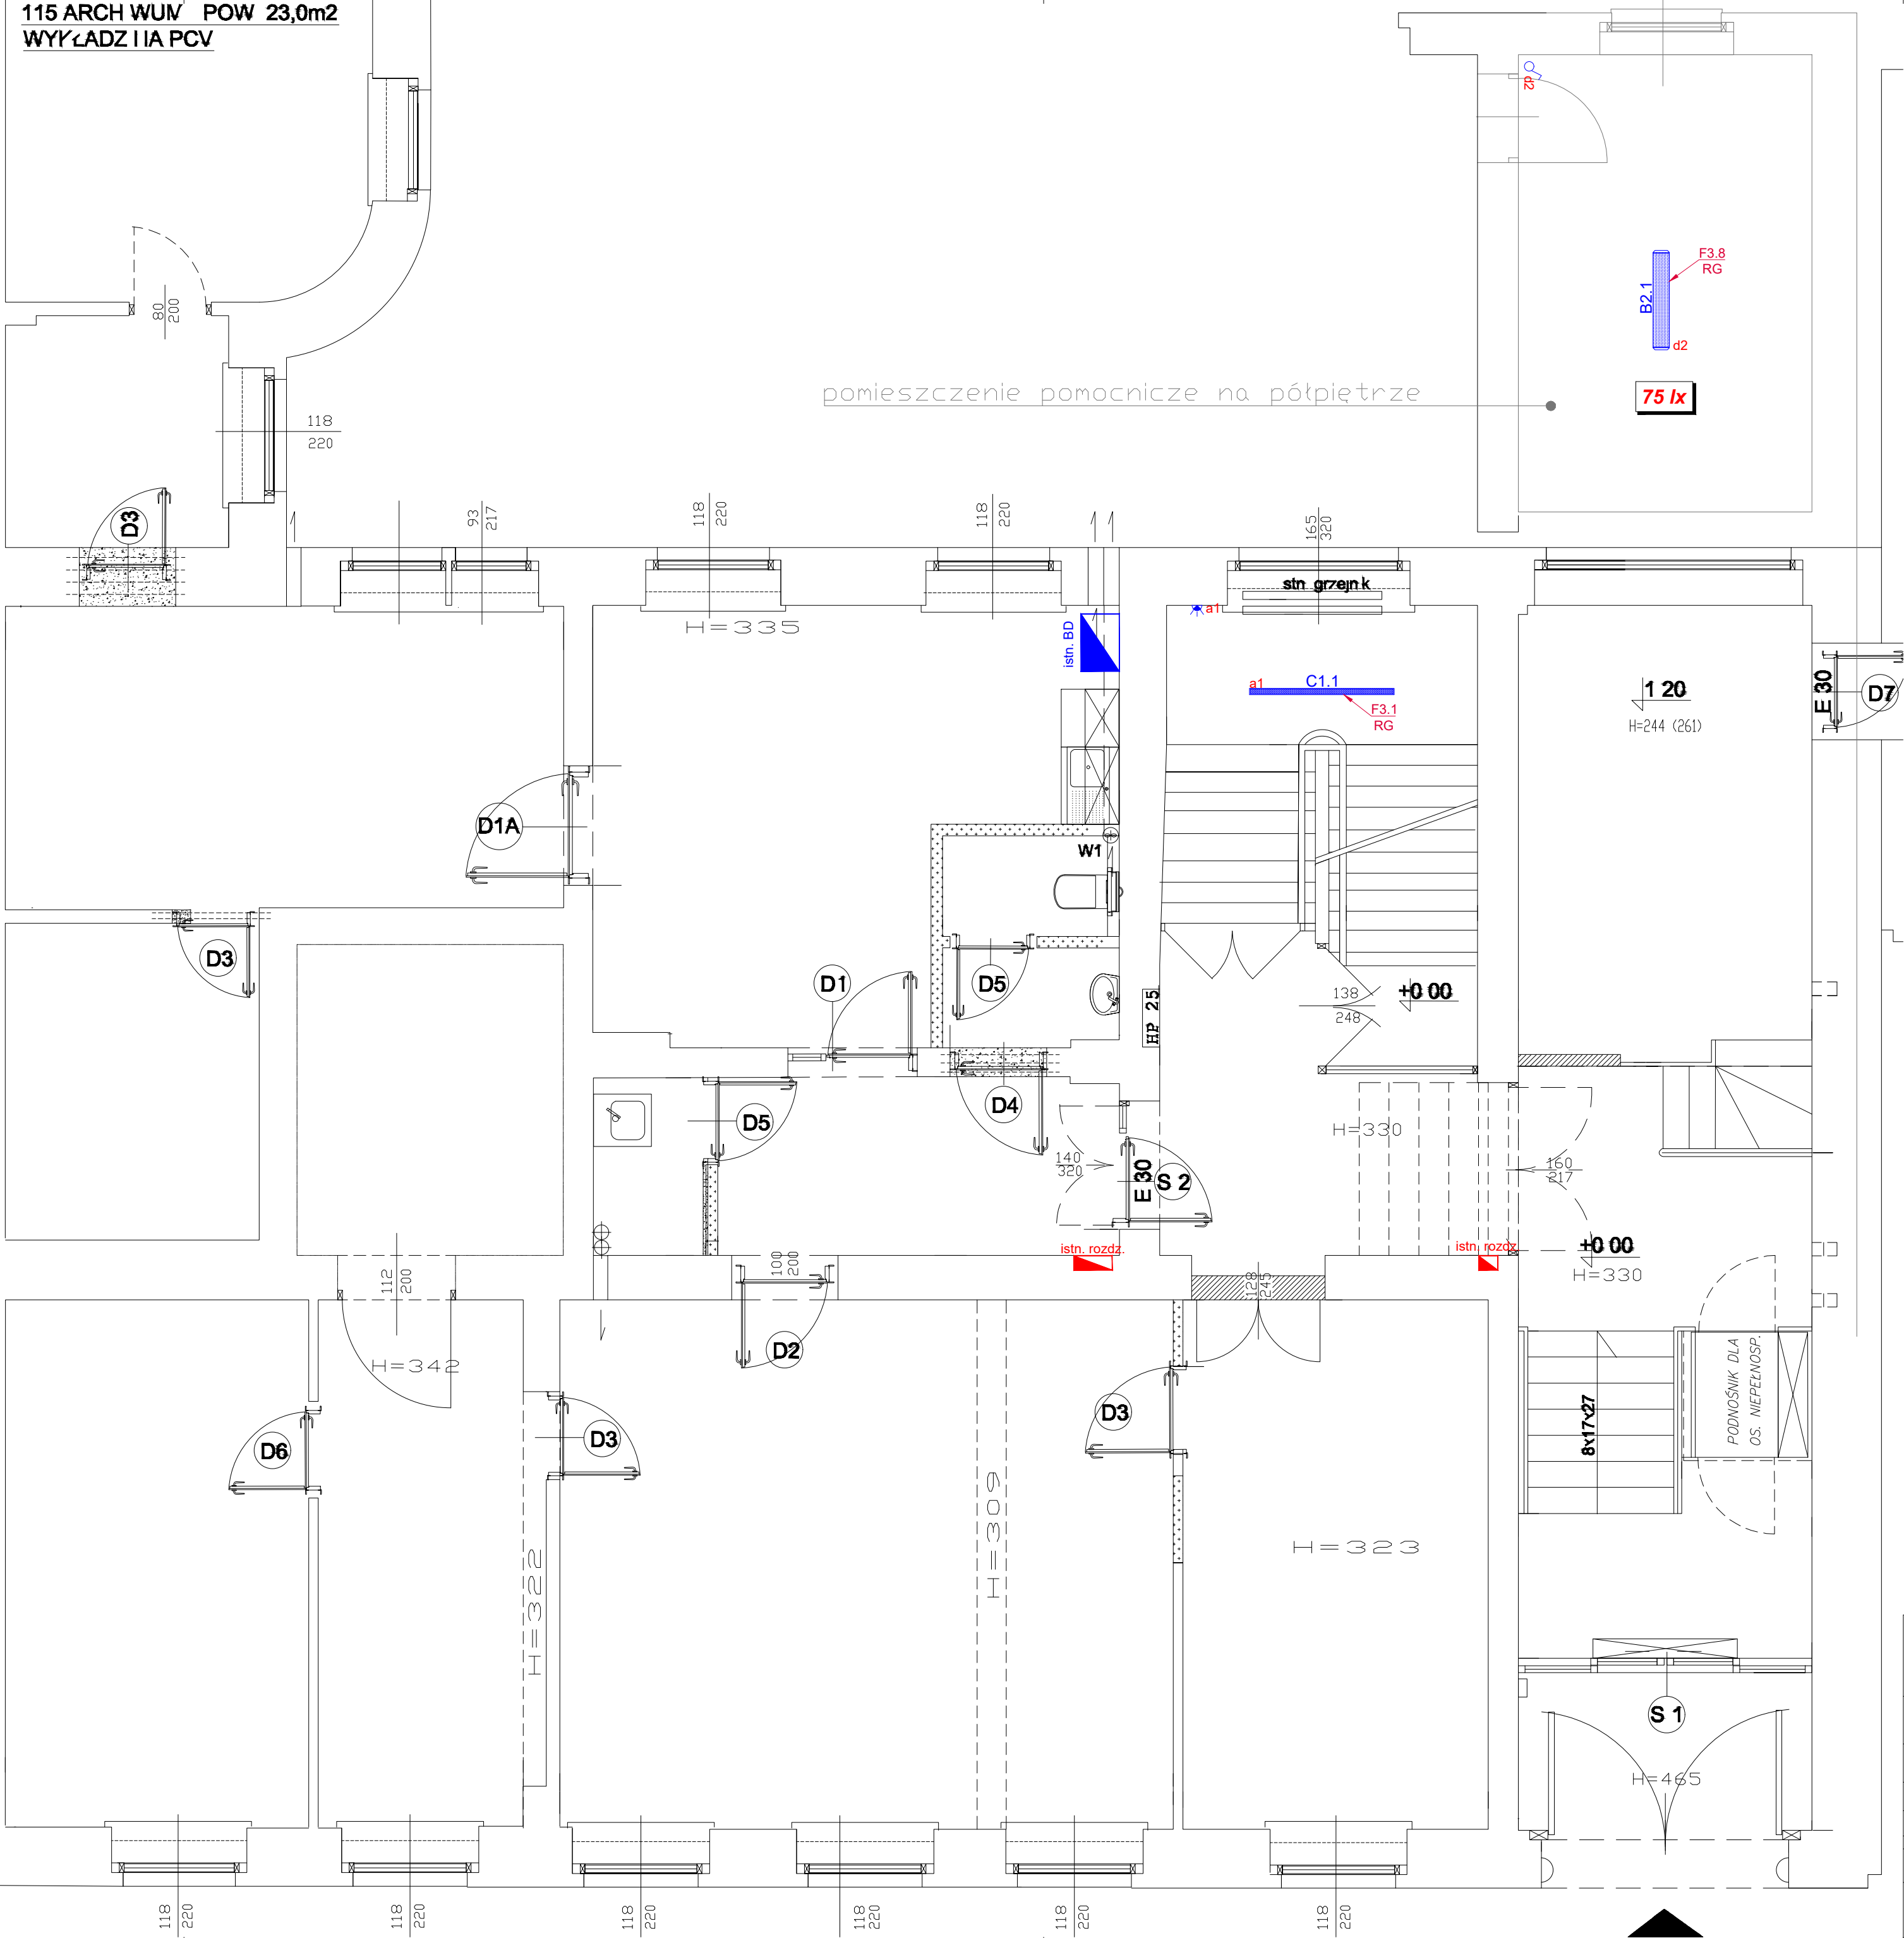 115 ARCH WUM POW 23,0m2
WYKŁADZ IIA PCV
d2
F3.8
RG
B2.1
d2
75 lx
pomieszczenie pomocnicze na półpiętrze
80
200
118
220
D3
93
217
118
220
118
220
165
320
stn grzejn k
a1
H=335
istn. BD
a1
C1.1
F3.1
RG
1 20
H=244 (261)
E 30
D7
D1A
W1
D3
D1
D5
HP 25
138
248
+0 00
D5
D4
H=330
140
320
E 30
S 2
160
217
istn. rozdz.
istn. rozdz.
+0 00
H=330
112
200
100
200
128
245
H=342
D2
D3
D6
D3
8x17x27
PODNOŚNIK DLA
OS. NIEPEŁNOSP.
H=309
H=322
H=323
S 1
H=465
118
220
118
220
118
220
118
220
118
220
118
220